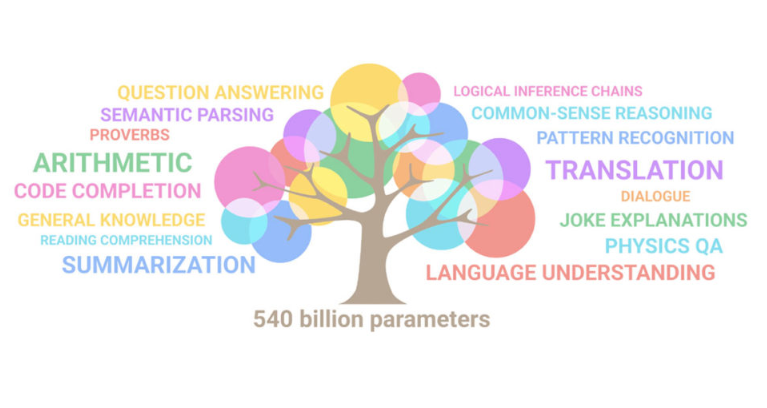 QUESTION ANSWERING
SEMANTIC PARSING
PROVERBS
ARITHMETIC
CODE COMPLETION
GENERAL KNOWLEDGE
READING COMPREHENSION
SUMMARIZATION
LOGICAL INFERENCE CHAINS
COMMON-SENSE REASONING
PATTERN RECOGNITION
TRANSLATION
DIALOGUE
JOKE EXPLANATIONS
PHYSICS QA
LANGUAGE UNDERSTANDING
540 billion parameters